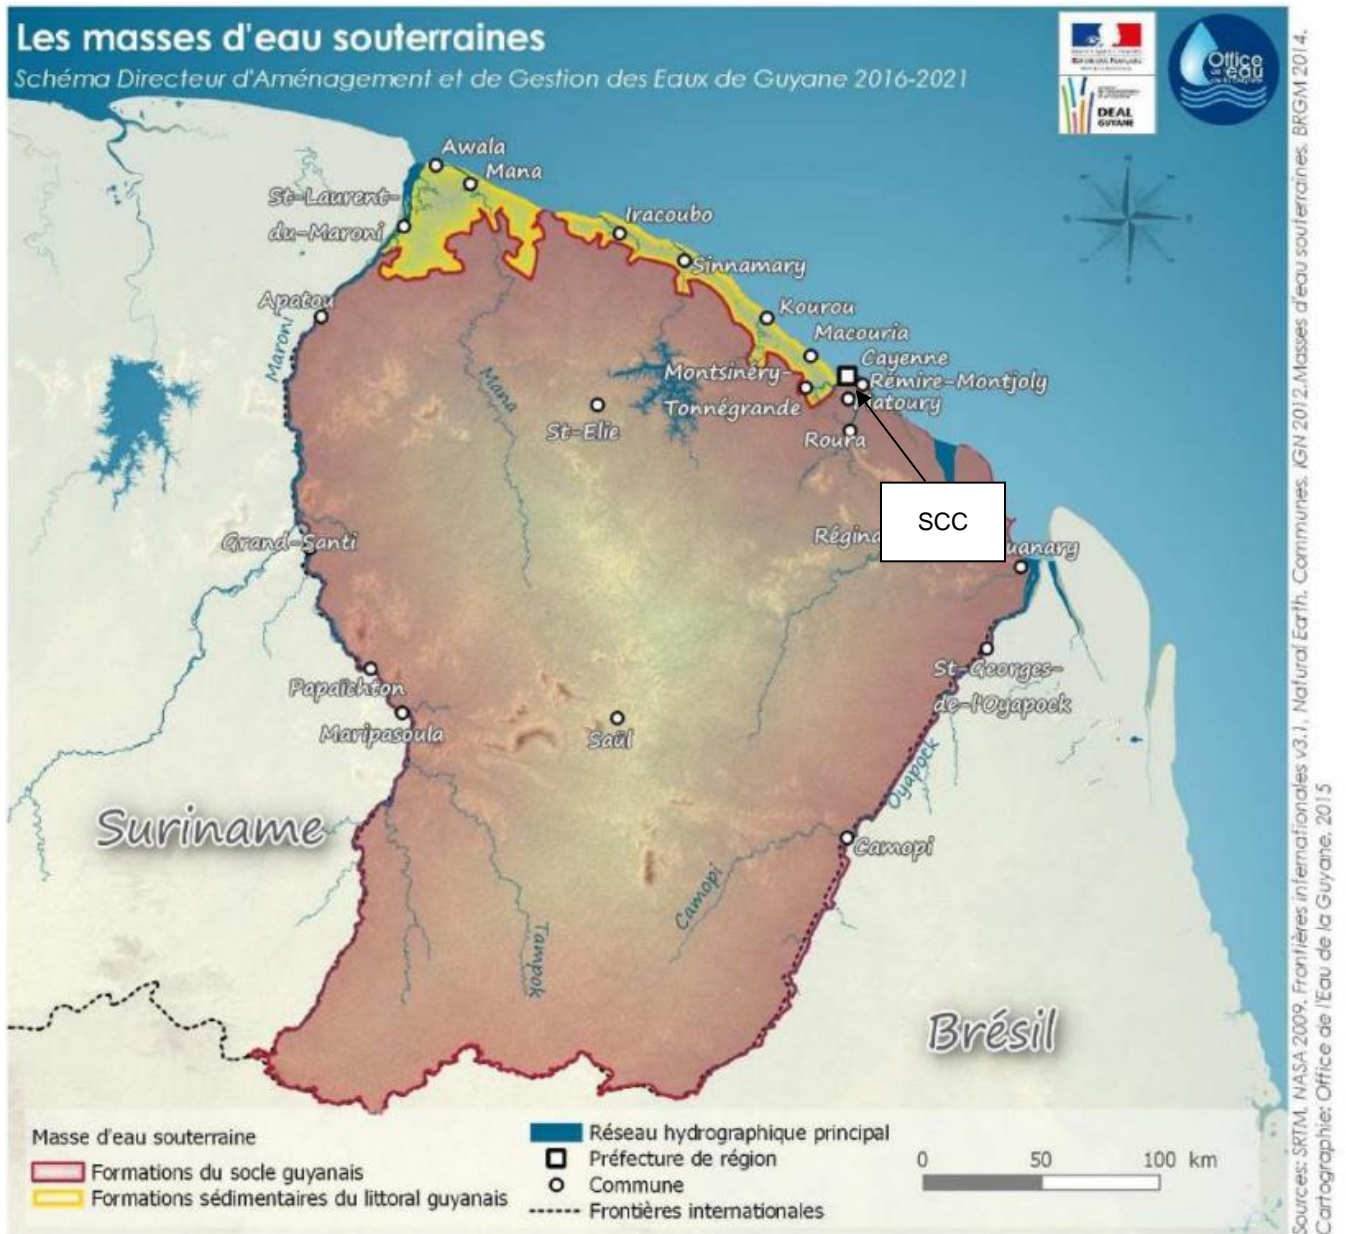 Les masses d'eau souterraines
Schéma Directeur d'Aménagement et de Gestion des Eaux de Guyane 2016-2021
DEAL
GUYANE
Office
de l'eau
Awala
Mana
St-Laurent-
du-Maroni
Iracoubo
Sinnamary
Apatou
Kourou
Maroni
Macouria
Cayenne
Montsinéry-
Tonnégrande
Rémire-Montjoly
atoury
Mana
St-Elie
Roura
SCC
Grand-Santi
Régina
uanary
St-Georges-
de-l'Oyapock
Papaïchton
Maripasoula
Saül
Oyapock
Suriname
Camopi
Camopi
Tampok
Brésil
Masse d'eau souterraine
Formations du socle guyanais
Formations sédimentaires du littoral guyanais
Réseau hydrographique principal
Préfecture de région
Commune
Frontières internationales
0 50 100 km
Sources: SRTM, NASA 2009. Frontières internationales v3.1, Natural Earth. Communes, IGN 2012.Masses d'eau souterraines, BRGM 2014.
Cartographie: Office de l'Eau de la Guyane, 2015